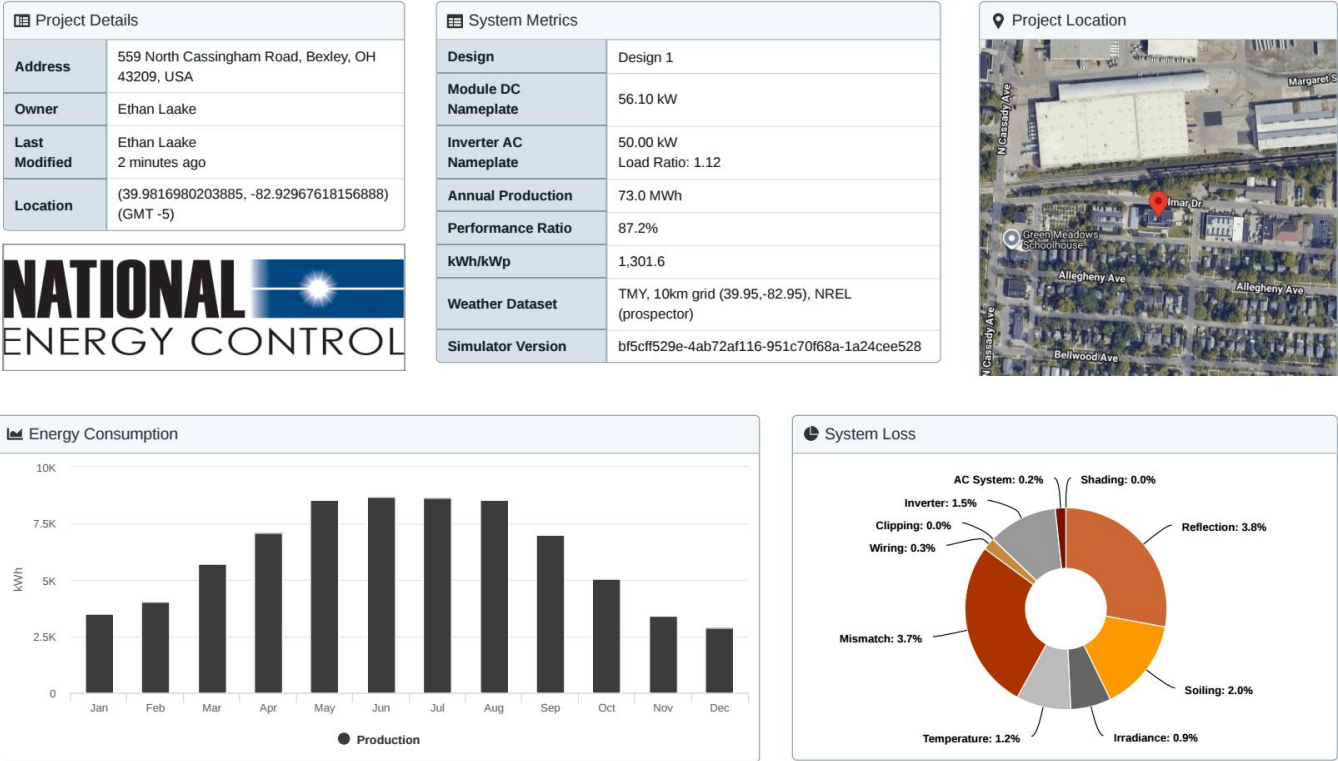 Project Details
Address
559 North Cassingham Road, Bexley, OH
43209, USA
Owner
Ethan Laake
Last
Modified
Ethan Laake
2 minutes ago
Location
(39.9816980203885, -82.92967618156888)
(GMT -5)
NATIONAL
ENERGY CONTROL
System Metrics
Design
Design 1
Module DC
Nameplate
56.10 kW
Inverter AC
Nameplate
50.00 kW
Load Ratio: 1.12
Annual Production
73.0 MWh
Performance Ratio
87.2%
kWh/kWp
1,301.6
Weather Dataset
TMY, 10km grid (39.95,-82.95), NREL
(prospector)
Simulator Version
bf5cff529e-4ab72af116-951c70f68a-1a24cee528
Project Location
Margaret S
N Cassady Ave
lmar Dr
Green Meadows
Schoolhouse
Allegheny Ave
Allegheny Ave
N Cassady Ave
Bellwood Ave
Energy Consumption
10K
7.5K
5K
2.5K
0
kWh
Jan
Feb
Mar
Apr
May
Jun
Jul
Aug
Sep
Oct
Nov
Dec
Production
System Loss
AC System: 0.2%
Shading: 0.0%
Inverter: 1.5%
Reflection: 3.8%
Clipping: 0.0%
Wiring: 0.3%
Mismatch: 3.7%
Soiling: 2.0%
Temperature: 1.2%
Irradiance: 0.9%